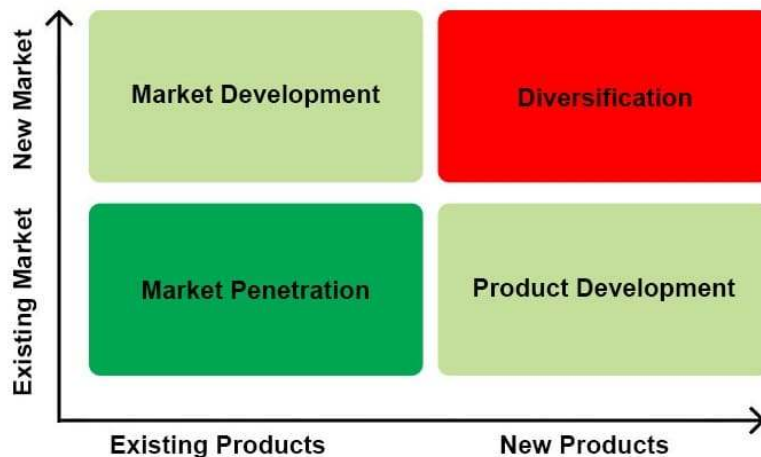 New Market
Market Development
Diversification
Existing Market
Market Penetration
Product Development
Existing Products
New Products